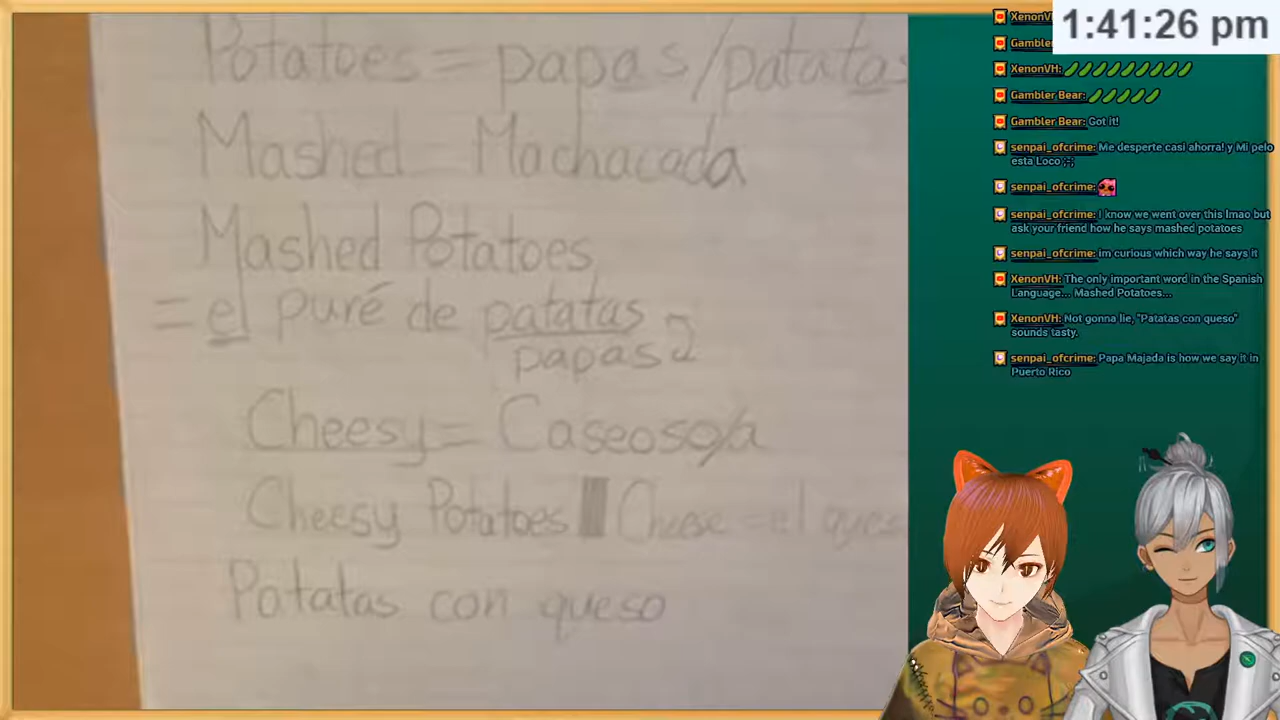 Potatoes = papas/patatas
Mashed Machacada
Mashed Potatoes
= el puré de patatas
papas
Cheesy = Caseoso/a
Cheesy Potatoes Cheese = el ques
Patatas con queso
1:41:26 pm
XenonVH
Gambler
XenonVH:
Gambler Bear:
Gambler Bear: Got it!
senpai_ofcrime: Me desperte casi ahorra! y Mi pelo
esta Loco ;-;
senpai_ofcrime:
senpai_ofcrime: I know we went over this lmao but
ask your friend how he says mashed potatoes
senpai_ofcrime: im curious which way he says it
XenonVH: The only important word in the Spanish
Language... Mashed Potatoes...
XenonVH: Not gonna lie, "Patatas con queso"
sounds tasty.
senpai_ofcrime: Papa Majada is how we say it in
Puerto Rico